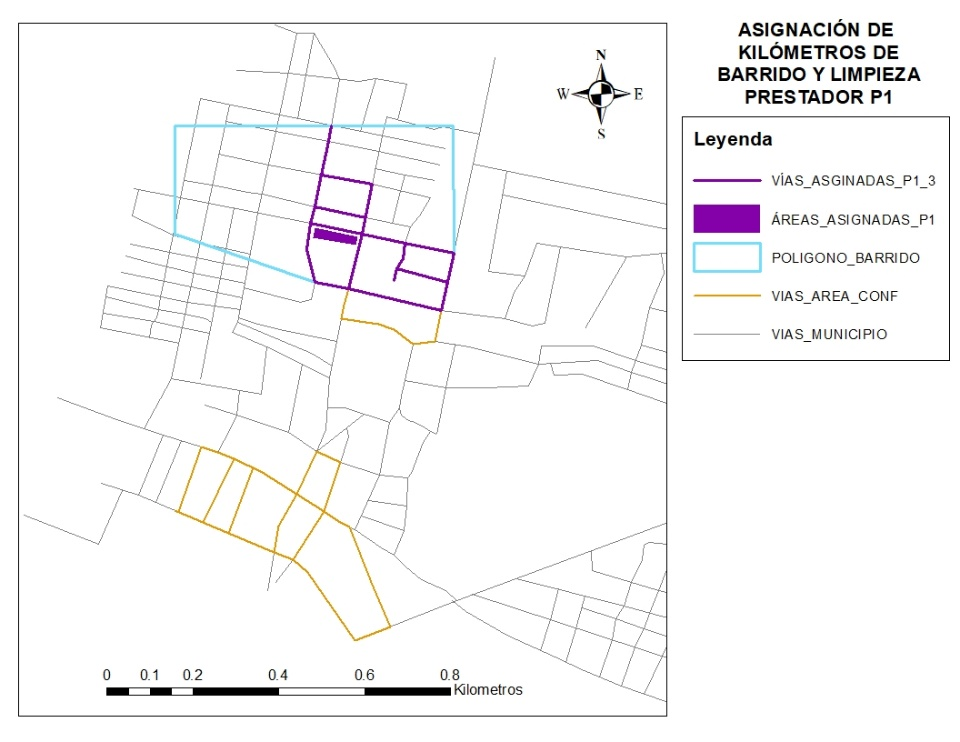 ASIGNACIÓN DE
KILÓMETROS DE
BARRIDO Y LIMPIEZA
PRESTADOR P1
N
W E
S
Leyenda
VÌAS_ASGINADAS_P1_3
ÁREAS_ASIGNADAS_P1
POLIGONO_BARRIDO
VIAS_AREA_CONF
VIAS_MUNICIPIO
0 0.1 0.2 0.4 0.6 0.8
Kilometros